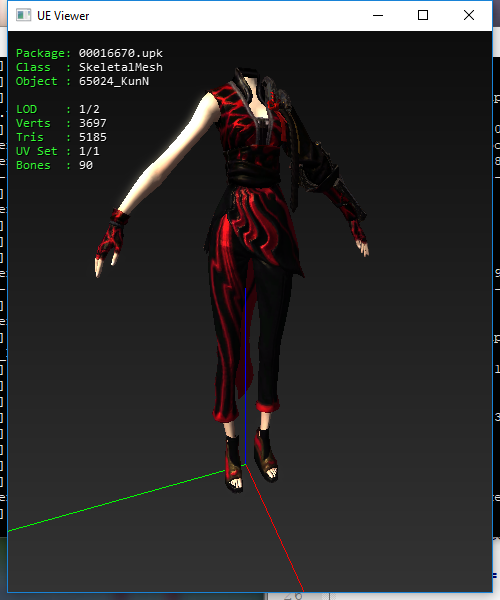 UE Viewer
Package: 00016670.upk
Class  : SkeletalMesh
Object : 65024_KunN
LOD    : 1/2
Verts  : 3697
Tris   : 5185
UV Set : 1/1
Bones  : 90